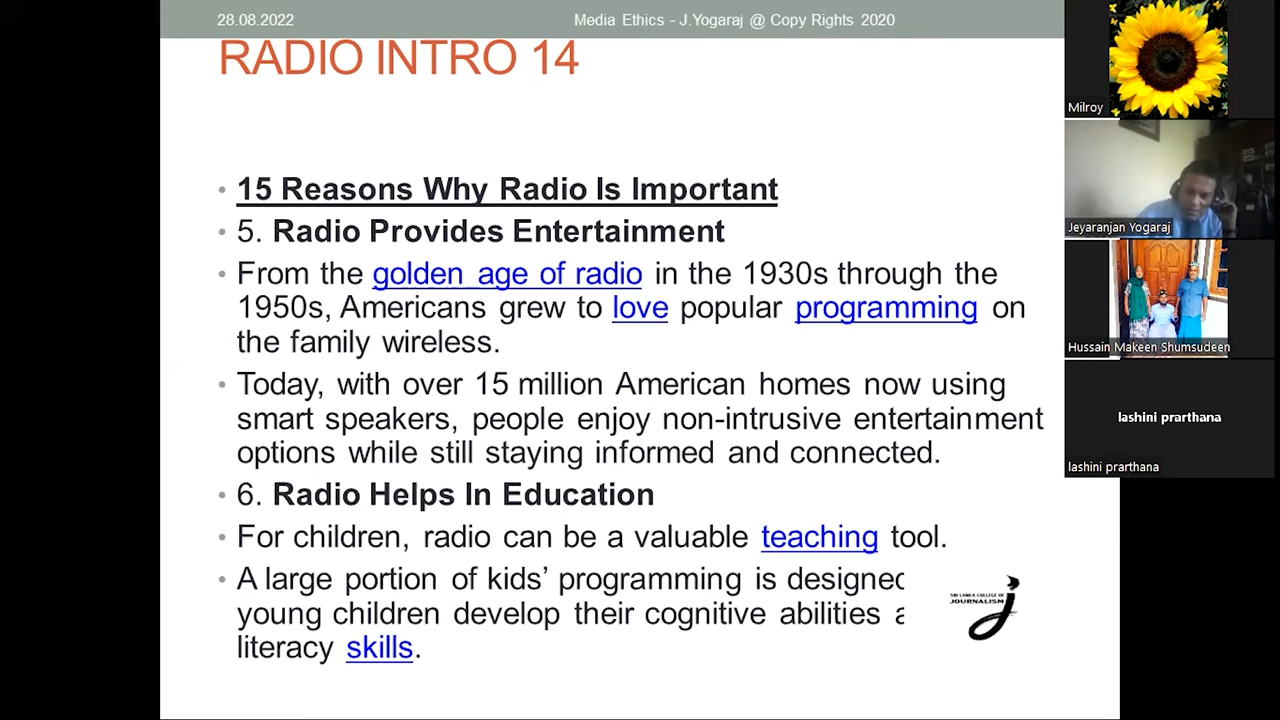 28.08.2022
Media Ethics - J.Yogaraj @ Copy Rights 2020
RADIO INTRO 14
• 15 Reasons Why Radio Is Important
• 5. Radio Provides Entertainment
• From the golden age of radio in the 1930s through the
1950s, Americans grew to love popular programming on
the family wireless.
• Today, with over 15 million American homes now using
smart speakers, people enjoy non-intrusive entertainment
options while still staying informed and connected.
• 6. Radio Helps In Education
• For children, radio can be a valuable teaching tool.
• A large portion of kids’ programming is
young children develop their cognitive abilities
literacy skills.
SRI LANKA COLLEGE OF
JOURNALISM
Milroy
Jeyaranjan Yogaraj
Hussain Makeen Shumsudeen
lashini prarthana
lashini prarthana